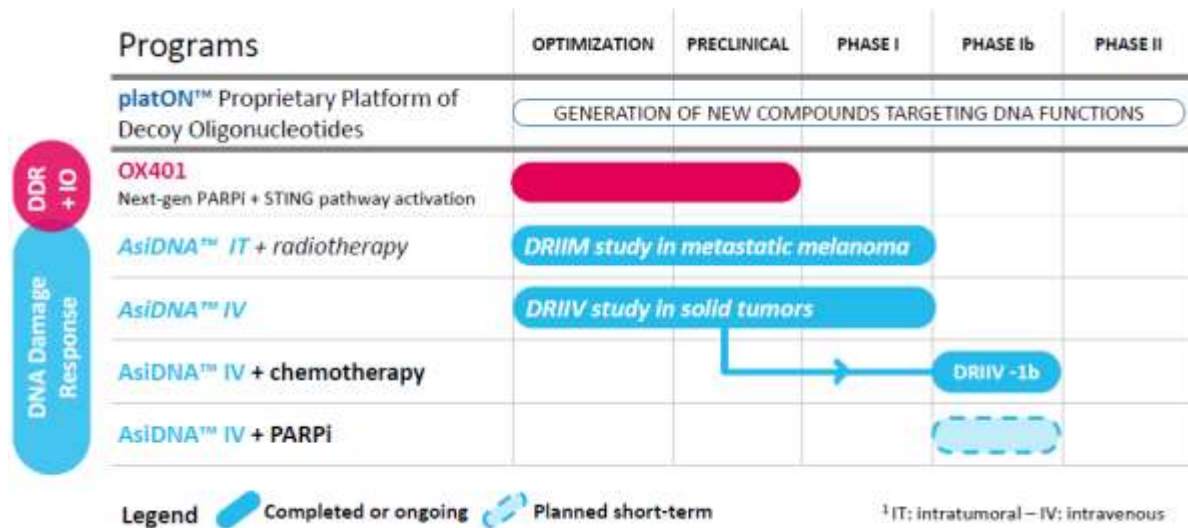 Programs OPTIMIZATION PRECLINICAL PHASE I PHASE Ib PHASE II
platON™ Proprietary Platform of
Decoy Oligonucleotides
GENERATION OF NEW COMPOUNDS TARGETING DNA FUNCTIONS
DDR
+ IO
OX401
Next-gen PARPi + STING pathway activation
DNA Damage
Response
AsiDNA™ IT + radiotherapy
DRIIM study in metastatic melanoma
AsiDNA™ IV
DRIIV study in solid tumors
AsiDNA™ IV + chemotherapy
DRIIV -1b
AsiDNA™ IV + PARPi
Legend Completed or ongoing Planned short-term
¹ IT: intratumoral – IV: intravenous